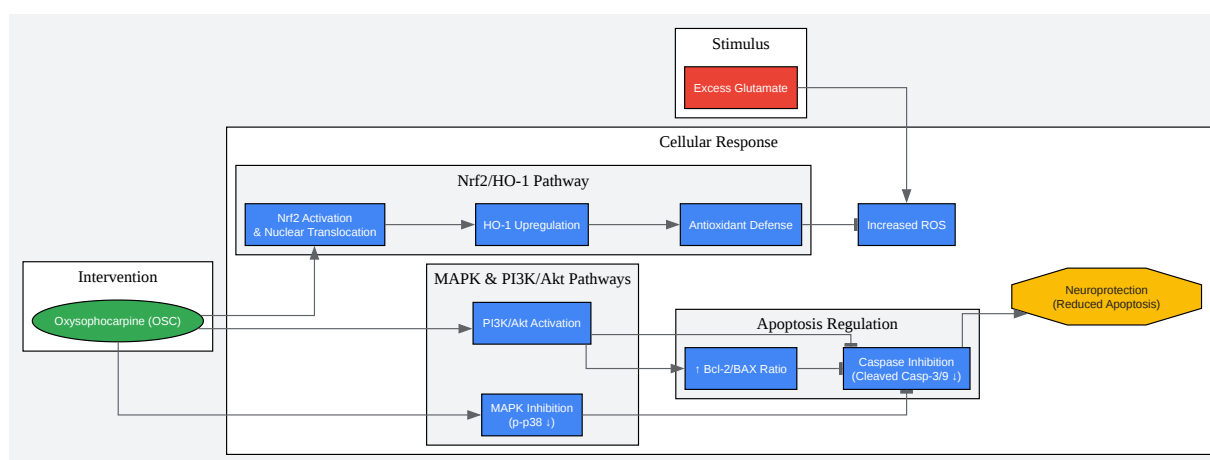 Stimulus
Excess Glutamate
Cellular Response
Nrf2/HO-1 Pathway
Nrf2 Activation
& Nuclear Translocation
HO-1 Upregulation
Antioxidant Defense
Increased ROS
Intervention
Oxysophocarpine (OSC)
MAPK & PI3K/Akt Pathways
PI3K/Akt Activation
MAPK Inhibition
(p-p38 ↓)
Apoptosis Regulation
↑ Bcl-2/BAX Ratio
Caspase Inhibition
(Cleaved Casp-3/9 ↓)
Neuroprotection
(Reduced Apoptosis)